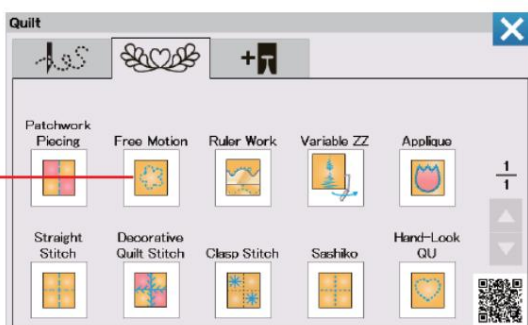 Quilt
Patchwork
Piecing
Free Motion
Ruler Work
Variable ZZ
Applique
1
1
Straight
Stitch
Decorative
Quilt Stitch
Clasp Stitch
Sashiko
Hand-Look
QU